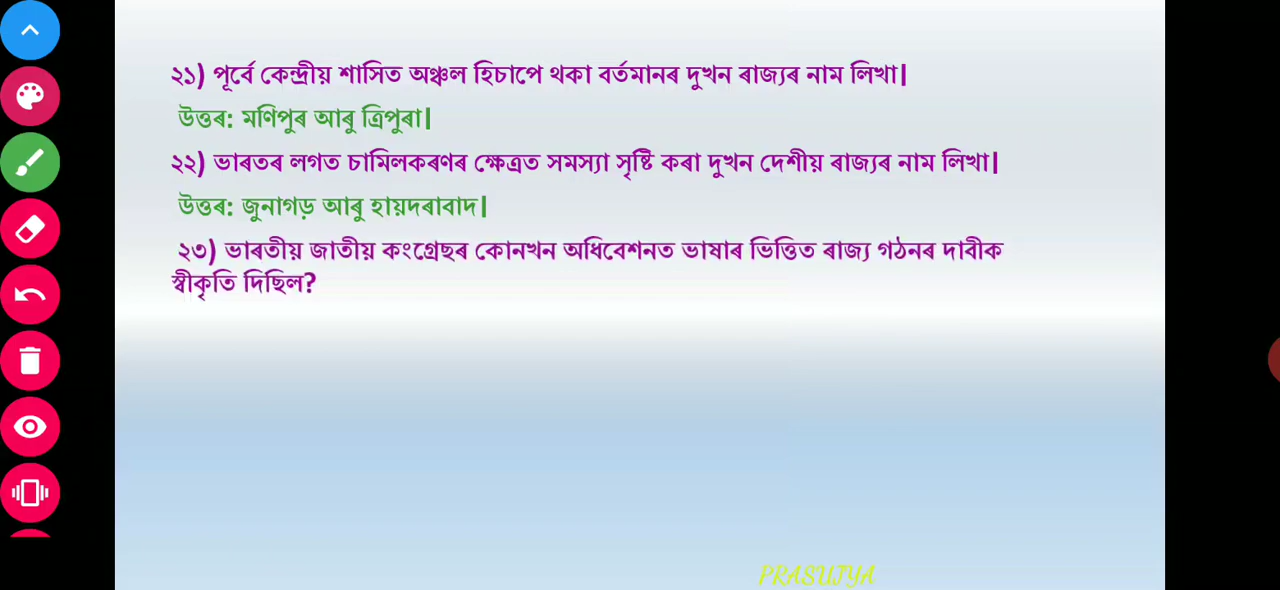 ২১) পূৰ্বে কেন্দ্ৰীয় শাসিত অঞ্চল হিচাপে থকা বৰ্তমানৰ দুখন ৰাজ্যৰ নাম লিখা|
উত্তৰ: মণিপুৰ আৰু ত্ৰিপুৰা|
২২) ভাৰতৰ লগত চামিলকৰণৰ ক্ষেত্ৰত সমস্যা সৃষ্টি কৰা দুখন দেশীয় ৰাজ্যৰ নাম লিখা|
উত্তৰ: জুনাগড় আৰু হায়দৰাবাদ|
২৩) ভাৰতীয় জাতীয় কংগ্ৰেছৰ কোনখন অধিবেশনত ভাষাৰ ভিত্তিত ৰাজ্য গঠনৰ দাবীক
স্বীকৃতি দিছিল?
PRASUJYA